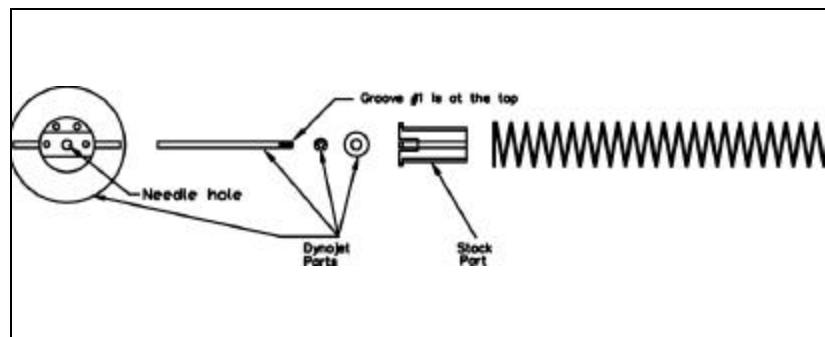 Groove #1 is at the top
Needle hole
Dynojet
Parts
Stock
Part